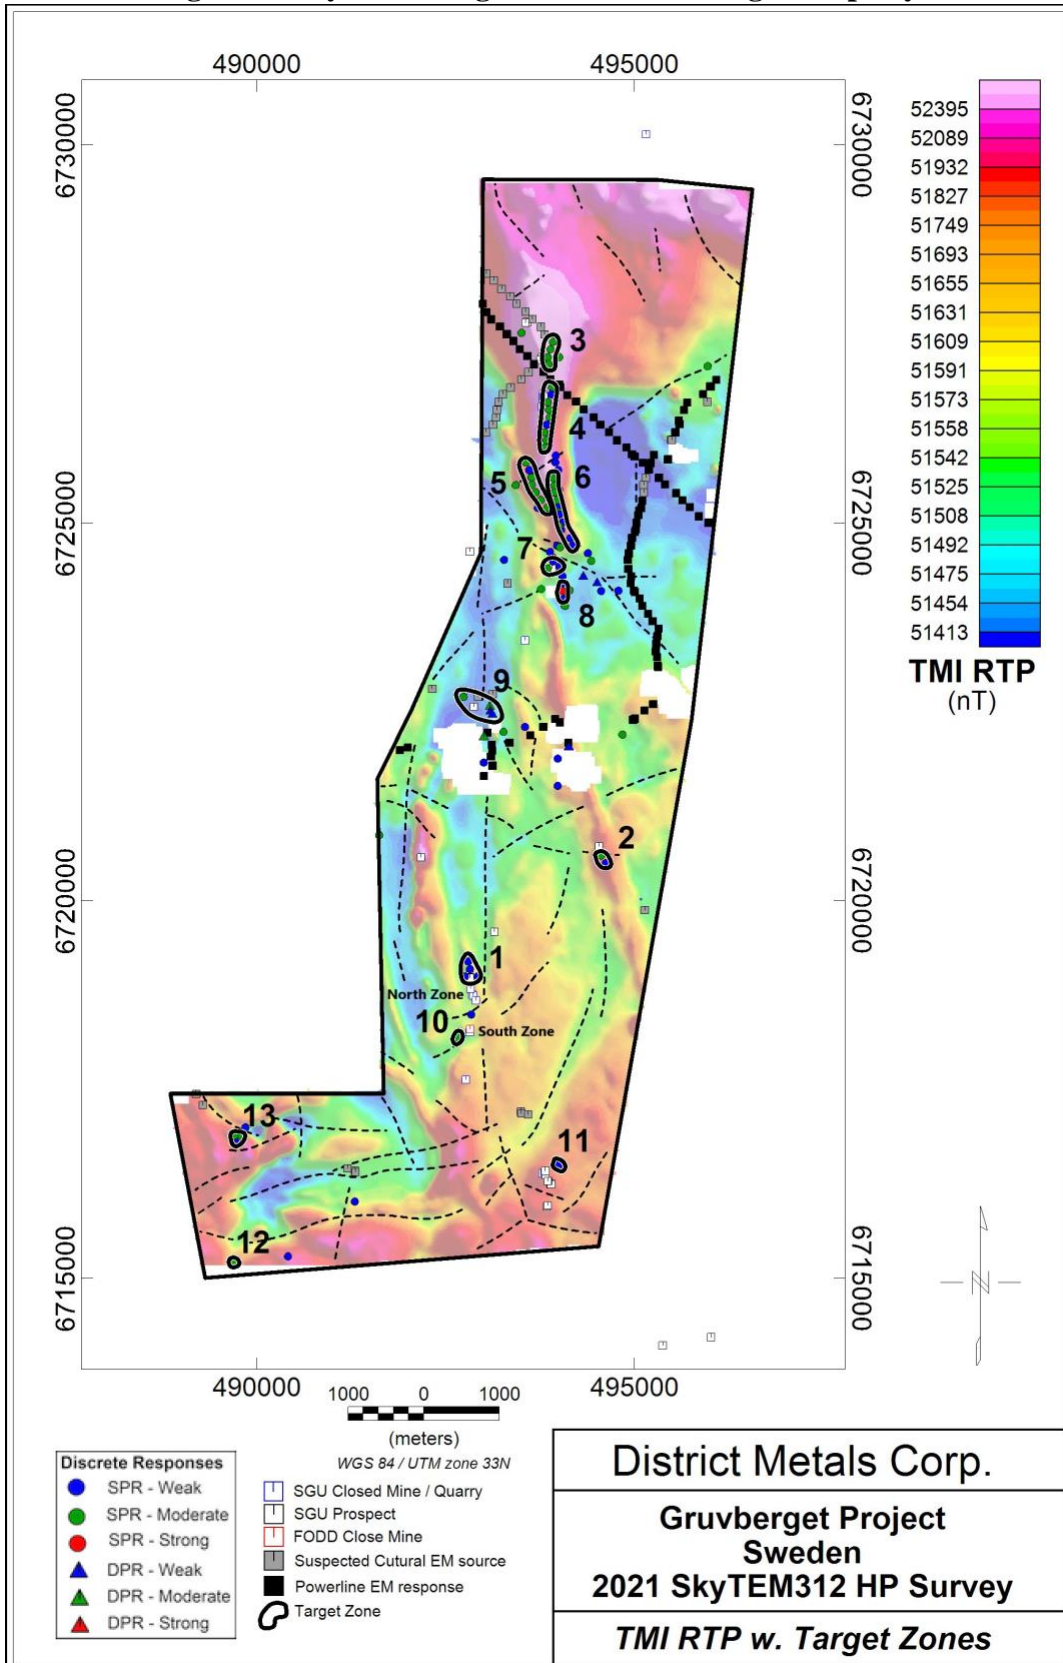 490000
495000
6730000
6730000
52395
52089
51932
51827
51749
51693
51655
51631
51609
51591
51573
51558
51542
51525
51508
51492
51475
51454
51413
TMI RTP
(nT)
3
4
5
6
6725000
6725000
7
8
9
2
6720000
6720000
1
North Zone
10
South Zone
13
11
12
6715000
6715000
N
490000
495000
1000 0 1000
(meters)
WGS 84 / UTM zone 33N
Discrete Responses
SPR - Weak
SPR - Moderate
SPR - Strong
DPR - Weak
DPR - Moderate
DPR - Strong
SGU Closed Mine / Quarry
SGU Prospect
FODD Close Mine
Suspected Cutural EM source
Powerline EM response
Target Zone
District Metals Corp.
Gruvberget Project
Sweden
2021 SkyTEM312 HP Survey
TMI RTP w. Target Zones